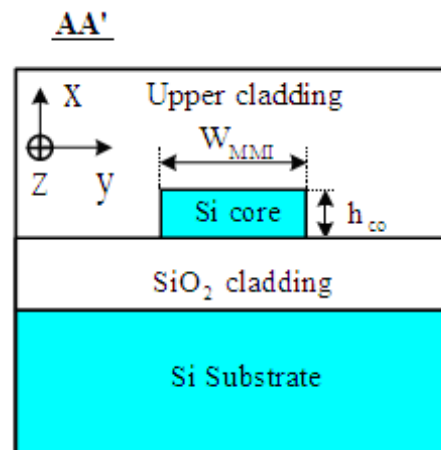 AA'
X
Upper cladding
W_MMI
Z
y
Si core
h_co
SiO₂ cladding
Si Substrate